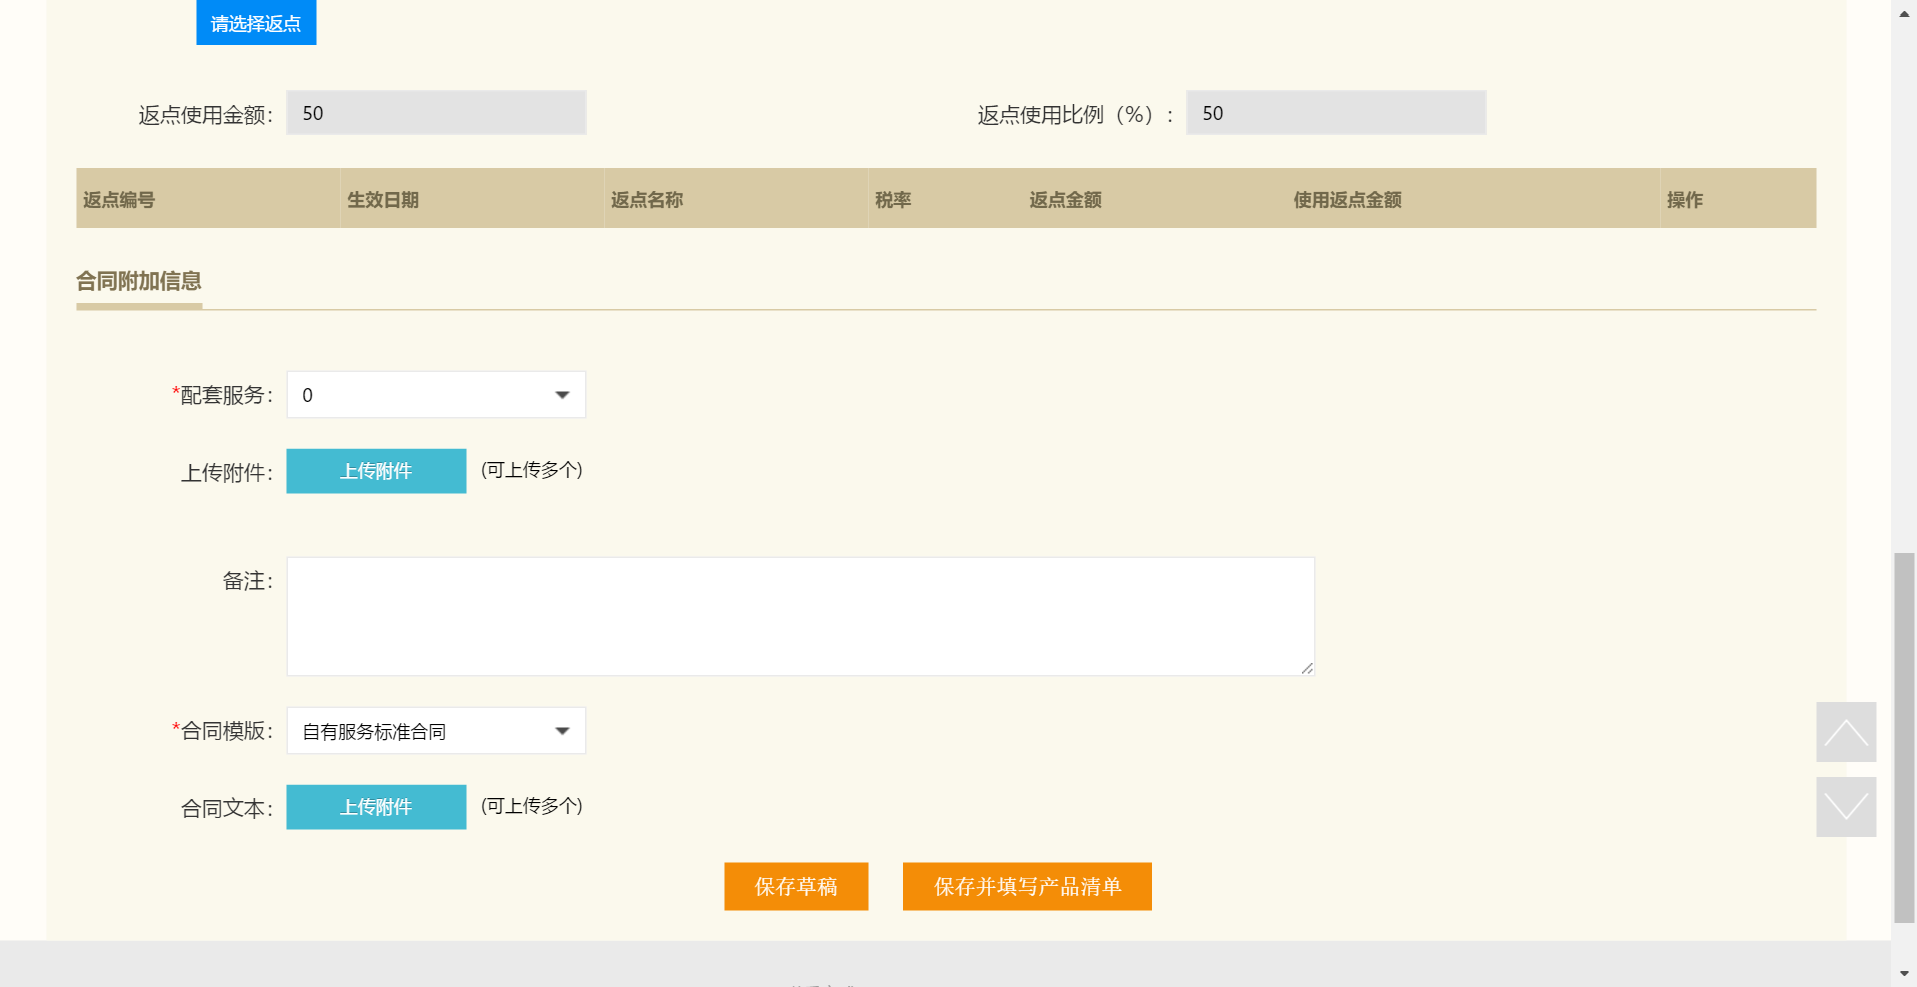 请选择返点
返点使用金额： 50 返点使用比例（%）： 50
返点编号 生效日期 返点名称 税率 返点金额 使用返点金额 操作
合同附加信息
*配套服务： 0
上传附件： 上传附件 (可上传多个)
备注：
*合同模版： 自有服务标准合同
合同文本： 上传附件 (可上传多个)
保存草稿 保存并填写产品清单